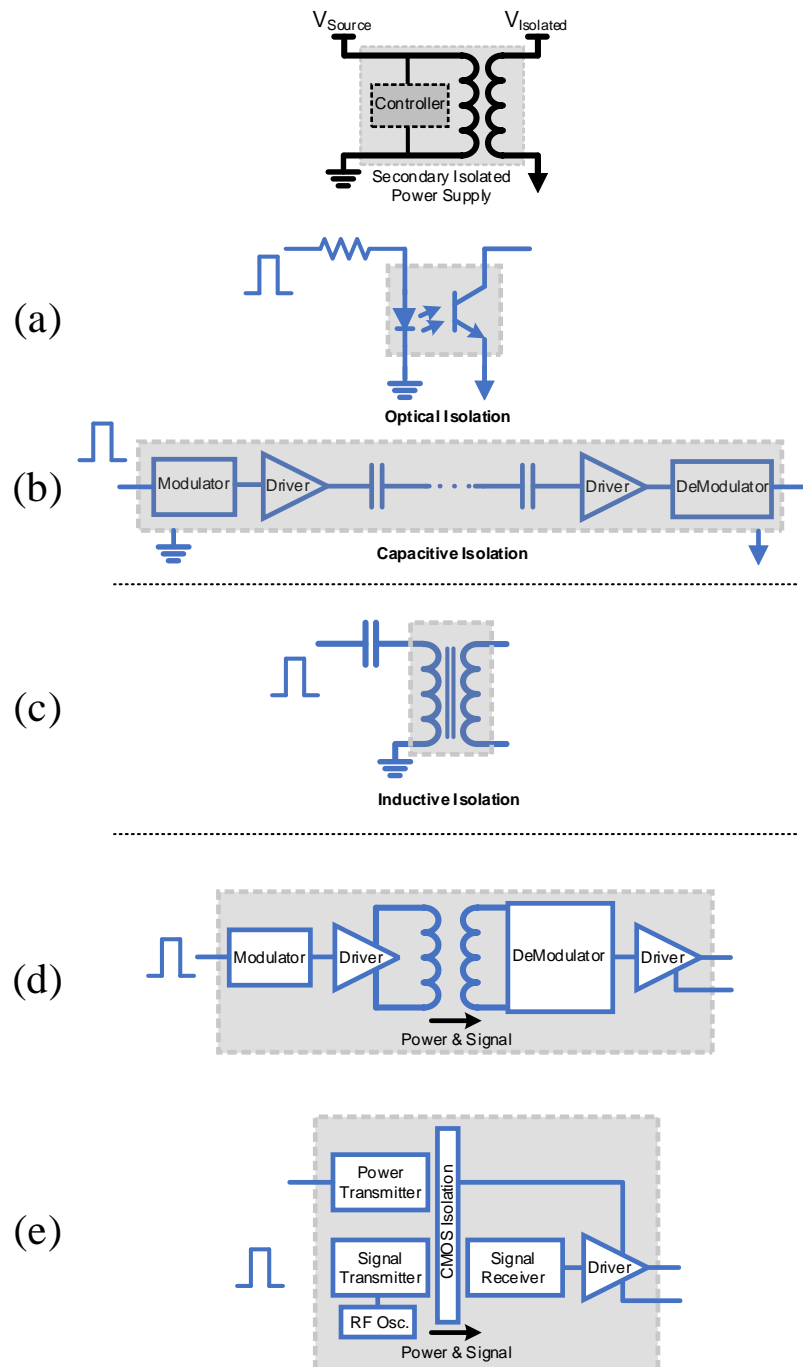 VSource VIsolated
Controller
Secondary Isolated
Power Supply
(a)
Optical Isolation
(b)
Modulator Driver Driver DeModulator
Capacitive Isolation
(c)
Inductive Isolation
(d)
Modulator Driver DeModulator Driver
Power & Signal
(e)
Power
Transmitter
CMOS Isolation
Signal
Transmitter
Signal
Receiver
Driver
RF Osc.
Power & Signal